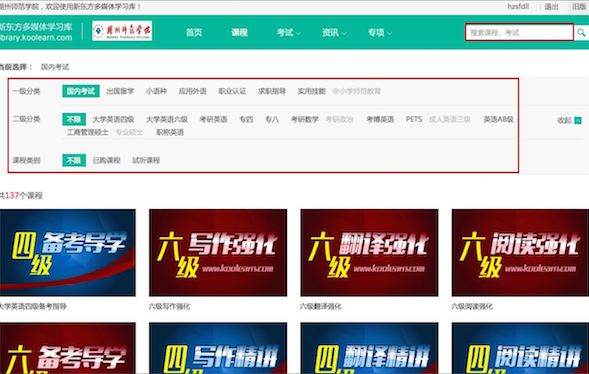 湖州师范学院，欢迎使用新东方多媒体学习库！ hzsfdll | 退出 旧版
新东方多媒体学习库
library.koolearn.com
首页 课程 考试 资讯 专项
搜索课程、考试
当前选择： 国内考试
一级分类 国内考试 出国留学 小语种 应用外语 职业认证 求职指导 实用技能 中小学师范教育
二级分类 不限 大学英语四级 大学英语六级 考研英语 专四 专八 考研数学 考研政治 考博英语 PETS 成人英语三级 英语AB级 收起
工商管理硕士 专业硕士 职称英语
课程类别 不限 已购课程 试听课程
共137个课程
四级 备考导学
六级 写作强化
www.koolearn.com
六级 翻译强化
www.koolearn.com
六级 阅读强化
www.koolearn.com
大学英语四级备考指导 六级写作强化 六级翻译强化 六级阅读强化
六 备考导学
四 写作精讲
四 翻译精讲
四 阅读精讲